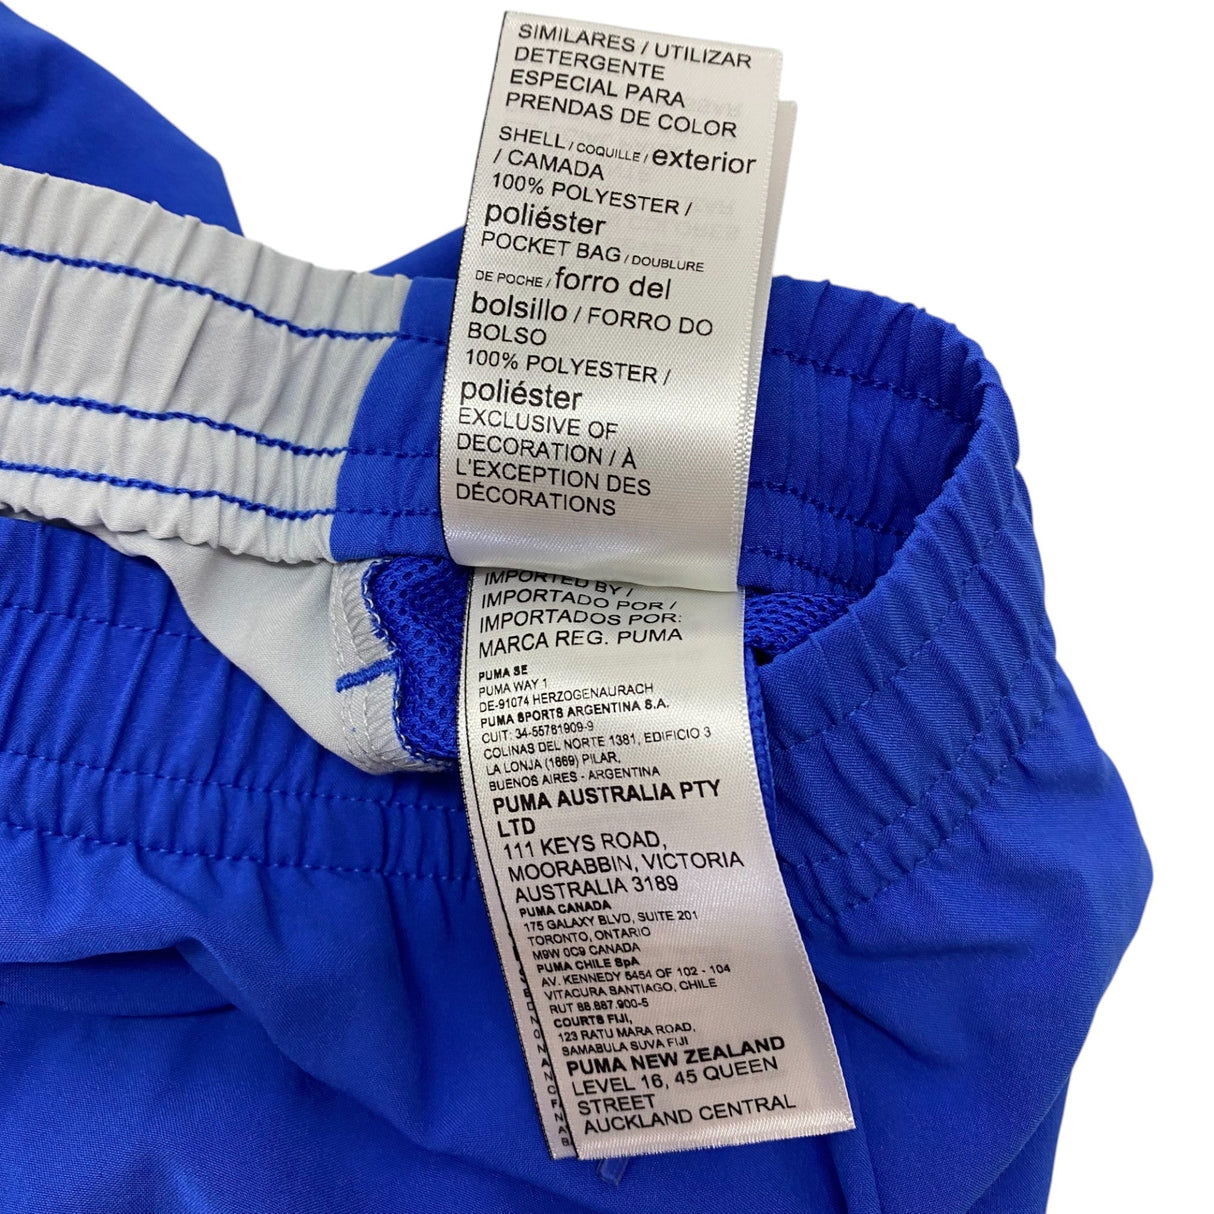 SIMILARES / UTILIZAR
DETERGENTE
ESPECIAL PARA
PRENDAS DE COLOR
SHELL / COQUILLE / exterior
/ CAMADA
100% POLYESTER /
poliéster
POCKET BAG / DOUBLURE
DE POCHE / forro del
bolsillo / FORRO DO
BOLSO
100% POLYESTER /
poliéster
EXCLUSIVE OF
DECORATION / À
L'EXCEPTION DES
DÉCORATIONS
IMPORTED BY /
IMPORTADO POR /
IMPORTADOS POR:
MARCA REG. PUMA
PUMA SE
PUMA WAY 1
DE-91074 HERZOGENAURACH
PUMA SPORTS ARGENTINA S.A.
CUIT: 34-55781909-9
COLINAS DEL NORTE 1381, EDIFICIO 3
LA LONJA (1669) PILAR,
BUENOS AIRES - ARGENTINA
PUMA AUSTRALIA PTY
LTD
111 KEYS ROAD,
MOORABBIN, VICTORIA
AUSTRALIA 3189
PUMA CANADA
175 GALAXY BLVD, SUITE 201
TORONTO, ONTARIO
M9W 0C9 CANADA
PUMA CHILE SpA
AV. KENNEDY 5454 OF 102 - 104
VITACURA SANTIAGO, CHILE
RUT 88.887.900-5
COURTS FIJI,
123 RATU MARA ROAD,
SAMABULA SUVA FIJI
PUMA NEW ZEALAND
LEVEL 16, 45 QUEEN
STREET
AUCKLAND CENTRAL